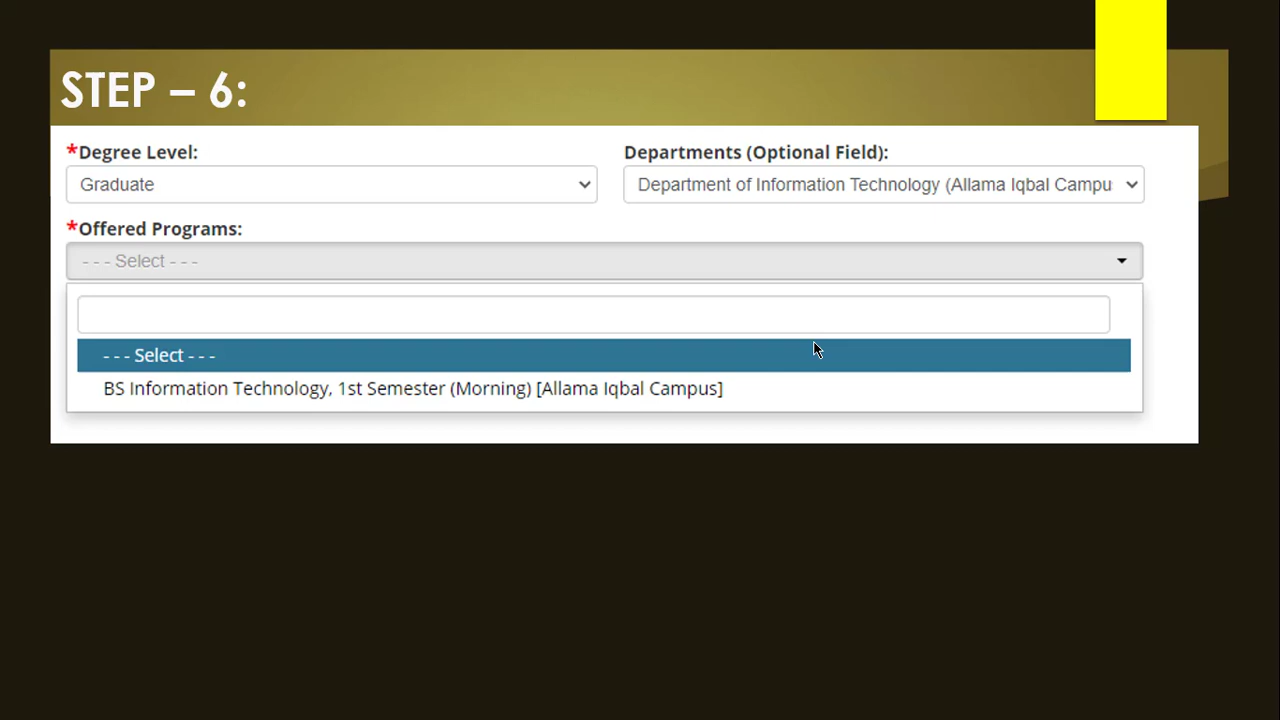 STEP – 6:
*Degree Level:
Departments (Optional Field):
Graduate
Department of Information Technology (Allama Iqbal Campu
*Offered Programs:
- - - Select - - -
- - - Select - - -
BS Information Technology, 1st Semester (Morning) [Allama Iqbal Campus]